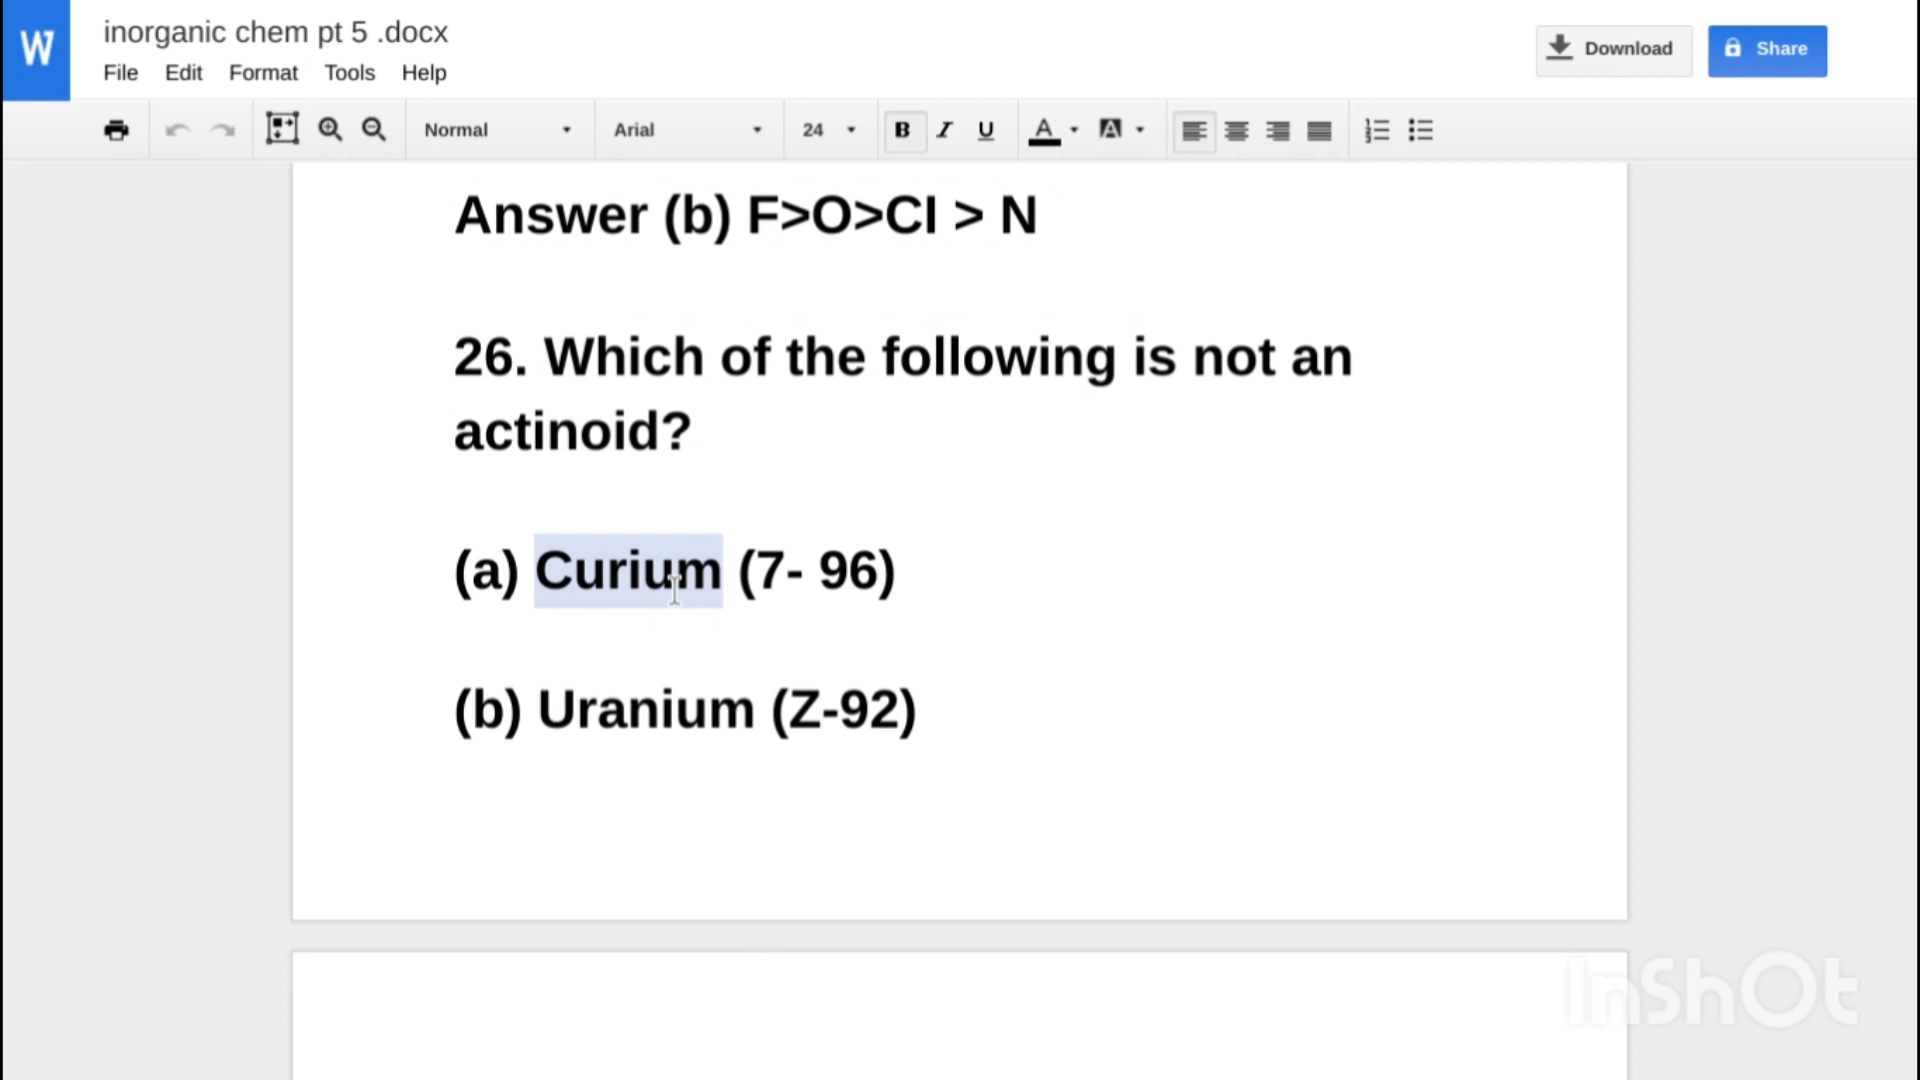 W
inorganic chem pt 5 .docx
File Edit Format Tools Help
Download
Share
Normal
Arial
24
B I U A A
Answer (b) F>O>CI > N
26. Which of the following is not an
actinoid?
(a) Curium (7- 96)
(b) Uranium (Z-92)
InShOt